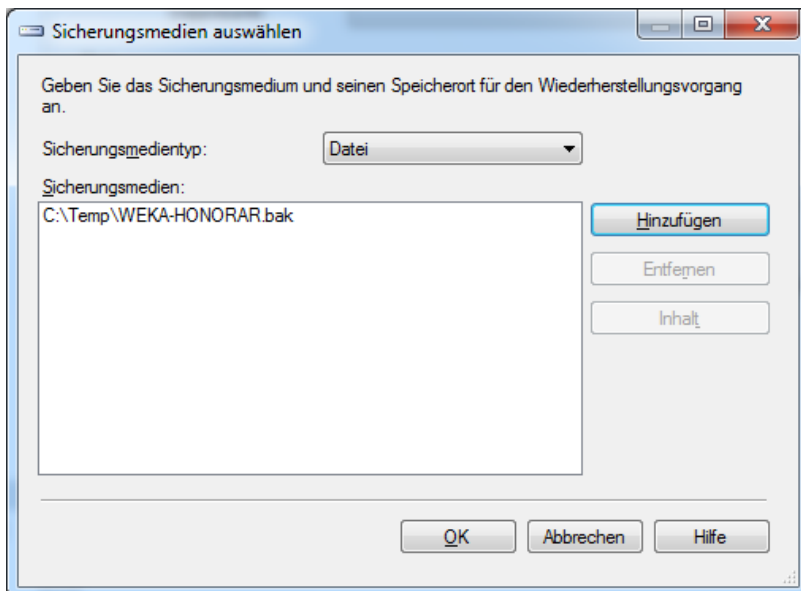 Sicherungsmedien auswählen
Geben Sie das Sicherungsmedium und seinen Speicherort für den Wiederherstellungsvorgang
an.
Sicherungsmedientyp:
Datei
Sicherungsmedien:
C:\Temp\WEKA-HONORAR.bak
Hinzufügen
Entfernen
Inhalt
OK
Abbrechen
Hilfe